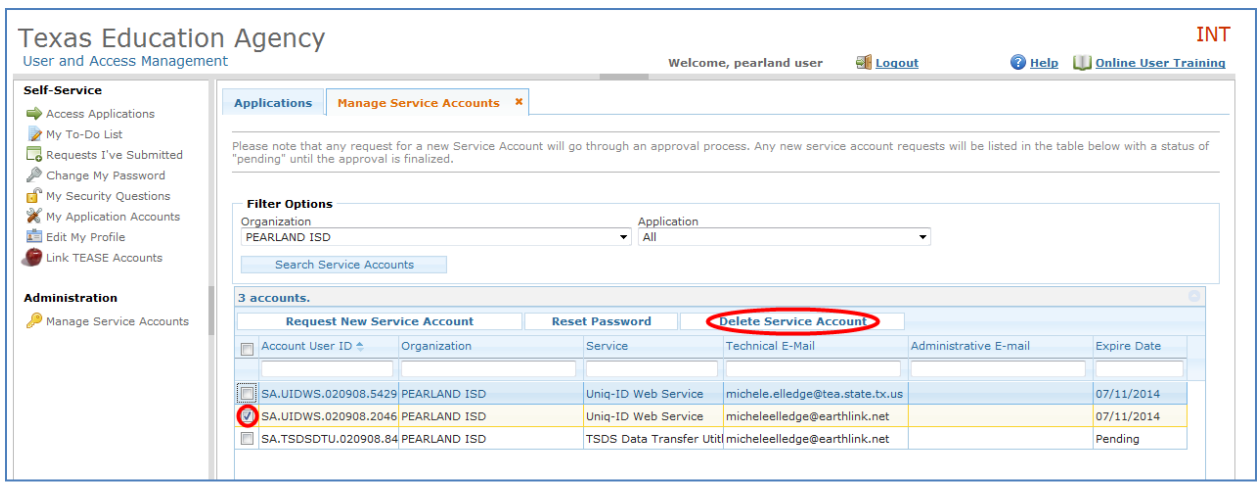 Texas Education Agency
INT
User and Access Management
Welcome, pearland user
Logout
Help
Online User Training
Self-Service
Access Applications
My To-Do List
Requests I've Submitted
Change My Password
My Security Questions
My Application Accounts
Edit My Profile
Link TEASE Accounts
Administration
Manage Service Accounts
Applications
Manage Service Accounts ×
Please note that any request for a new Service Account will go through an approval process. Any new service account requests will be listed in the table below with a status of
"pending" until the approval is finalized.
Filter Options
Organization Application
PEARLAND ISD All
Search Service Accounts
3 accounts.
Request New Service Account Reset Password Delete Service Account
Account User ID Organization Service Technical E-Mail Administrative E-mail Expire Date
SA.UIDWS.020908.5429 PEARLAND ISD Uniq-ID Web Service michele.elledge@tea.state.tx.us 07/11/2014
SA.UIDWS.020908.2046 PEARLAND ISD Uniq-ID Web Service micheleelledge@earthlink.net 07/11/2014
SA.TSDSDTU.020908.84 PEARLAND ISD TSDS Data Transfer Utitl micheleelledge@earthlink.net Pending